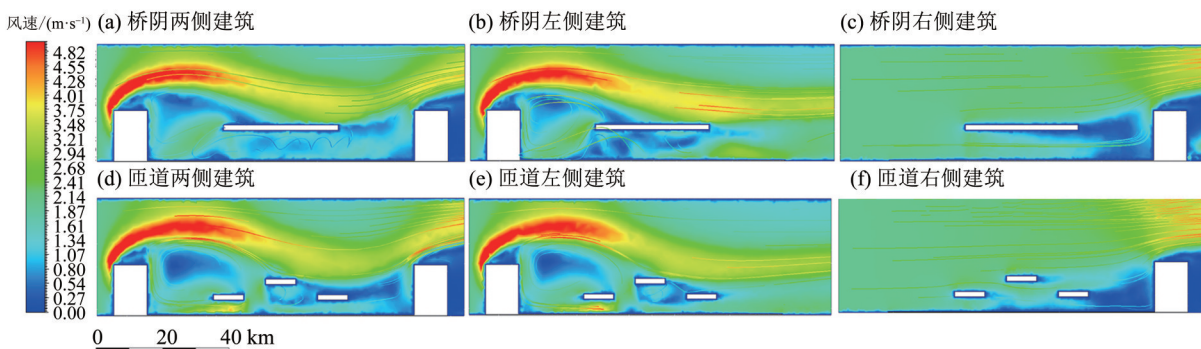 风速/(m·s⁻¹)
(a) 桥阴两侧建筑
(b) 桥阴左侧建筑
(c) 桥阴右侧建筑
4.82
4.55
4.28
4.01
3.75
3.48
3.21
2.94
2.68
2.41
2.14
1.87
1.61
1.34
1.07
0.80
0.54
0.27
0.00
(d) 匝道两侧建筑
(e) 匝道左侧建筑
(f) 匝道右侧建筑
0 20 40 km